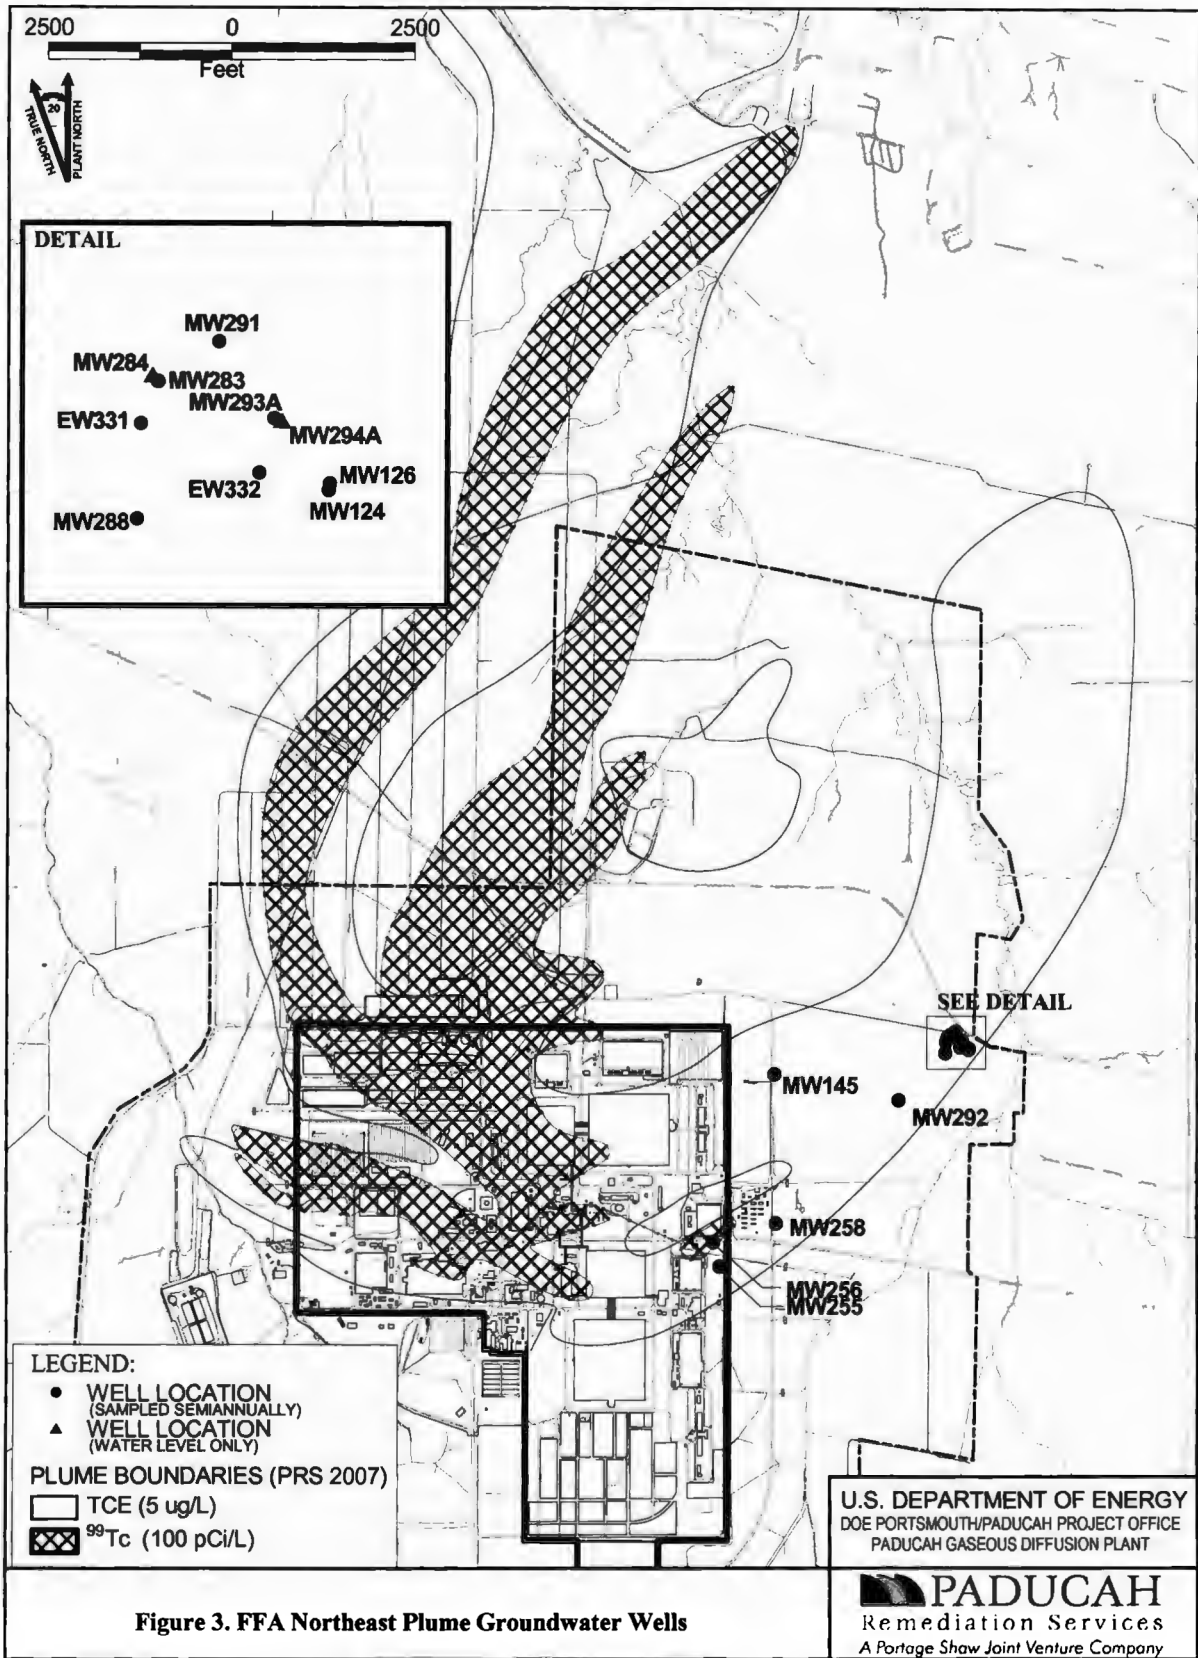 2500 0 2500
Feet
TRUE NORTH
20
PLANT NORTH
DETAIL
MW291
MW284
MW283
MW293A
EW331
MW294A
MW126
EW332
MW124
MW288
SEE DETAIL
MW145
MW292
MW258
MW256
MW255
LEGEND:
WELL LOCATION
(SAMPLED SEMIANNUALLY)
WELL LOCATION
(WATER LEVEL ONLY)
PLUME BOUNDARIES (PRS 2007)
TCE (5 ug/L)
⁹⁹Tc (100 pCi/L)
U.S. DEPARTMENT OF ENERGY
DOE PORTSMOUTH/PADUCAH PROJECT OFFICE
PADUCAH GASEOUS DIFFUSION PLANT
Figure 3. FFA Northeast Plume Groundwater Wells
PADUCAH
Remediation Services
A Portage Shaw Joint Venture Company